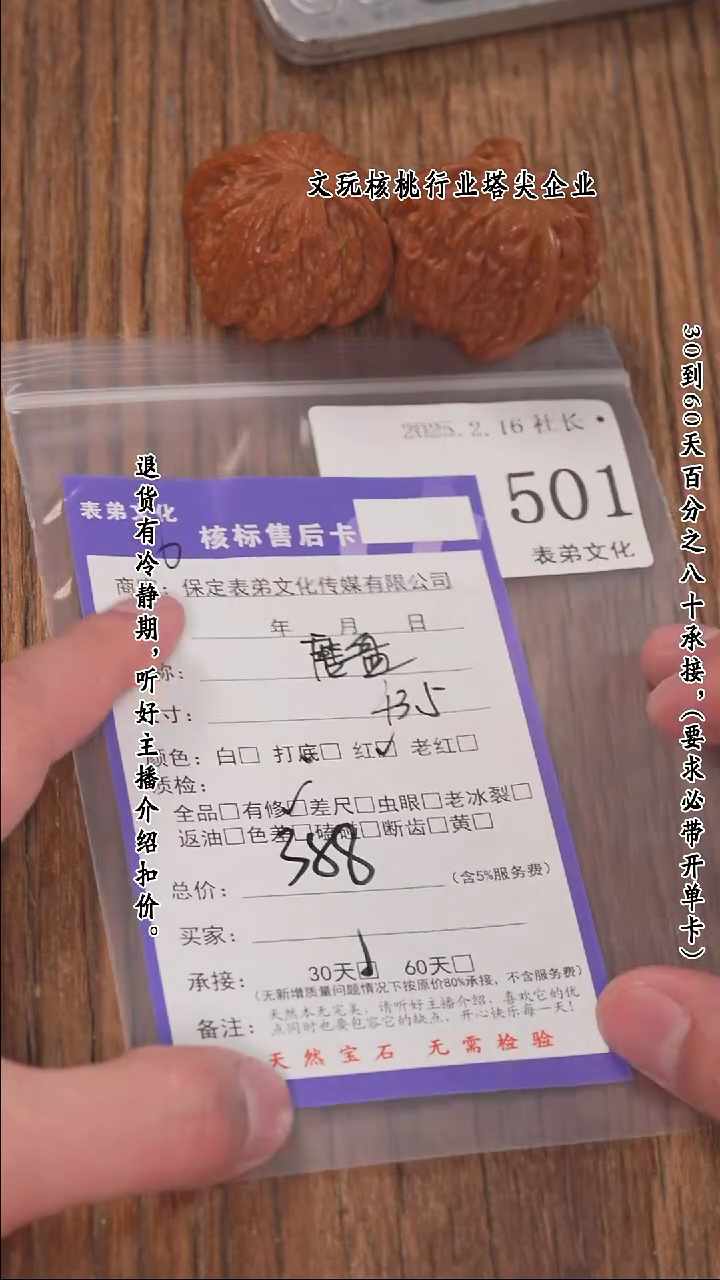 文玩核桃行业塔尖企业
30到60天百分之八十承接，（要求必带开单卡）
退货有冷静期，听好主播介绍扣价。
2025.2.16 社长
501
表弟文化
表弟文化
核标售后卡
商家：保定表弟文化传媒有限公司
年 月 日
称： 磨盘
寸： 435
颜色：白□ 打底□ 红☑ 老红□
质检：
全品□有修☑差尺□虫眼□老冰裂□
返油□色差□磕碰□断齿□黄□
总价： 388 （含5%服务费）
买家：
承接： 30天☑ 60天□
（无新增质量问题情况下按原价80%承接，不含服务费）
备注：天然本无完美，请听好主播介绍，喜欢它的优
点同时也要包容它的缺点，开心快乐每一天！
天然宝石 无需检验